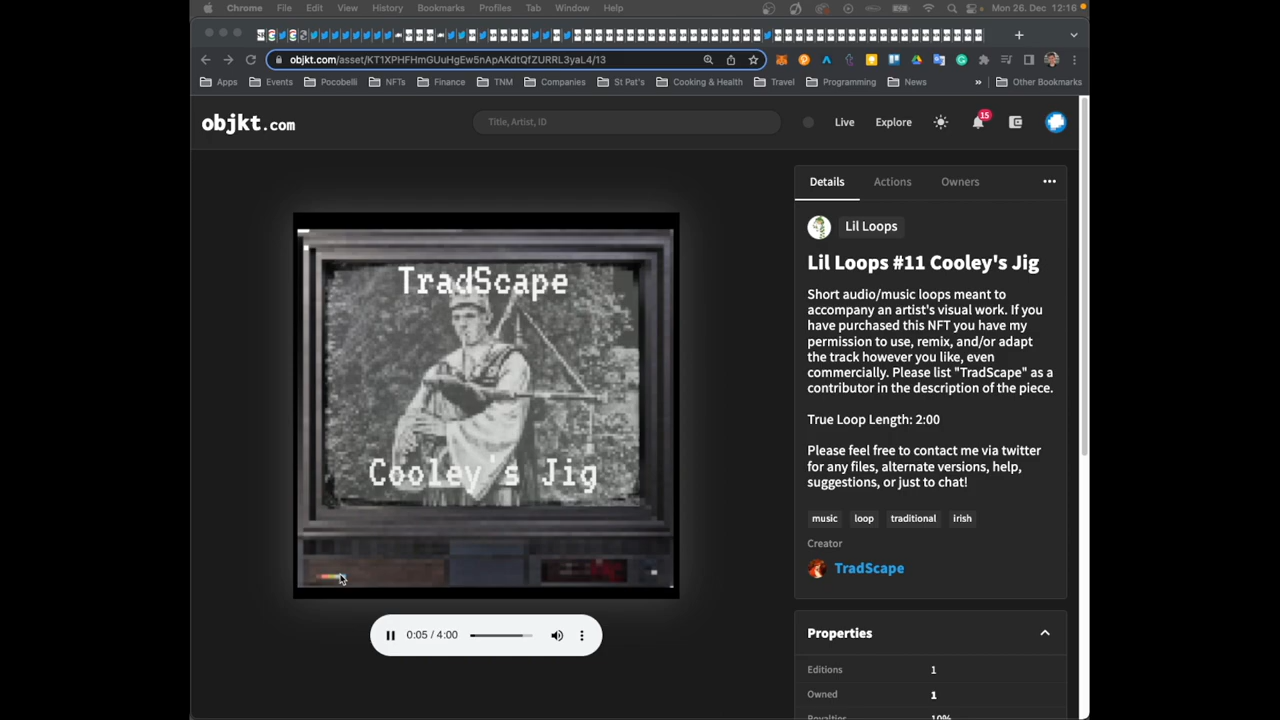 Chrome File Edit View History Bookmarks Profiles Tab Window Help Mon 26. Dec 12:16
objkt.com/asset/KT1XPHFHmGUuHgEw5nApAKdtQfZURRL3yaL4/13
Apps Events Pocobelli NFTs Finance TNM Companies St Pat's Cooking & Health Travel Programming News » Other Bookmarks
objkt.com Title, Artist, ID Live Explore 15
Details Actions Owners
Lil Loops
Lil Loops #11 Cooley's Jig
Short audio/music loops meant to
accompany an artist's visual work. If you
have purchased this NFT you have my
permission to use, remix, and/or adapt
the track however you like, even
commercially. Please list "TradScape" as a
contributor in the description of the piece.
True Loop Length: 2:00
Please feel free to contact me via twitter
for any files, alternate versions, help,
suggestions, or just to chat!
music loop traditional irish
Creator
TradScape
Properties
Editions 1
Owned 1
Royalties 10%
TradScape
Cooley's Jig
0:05 / 4:00